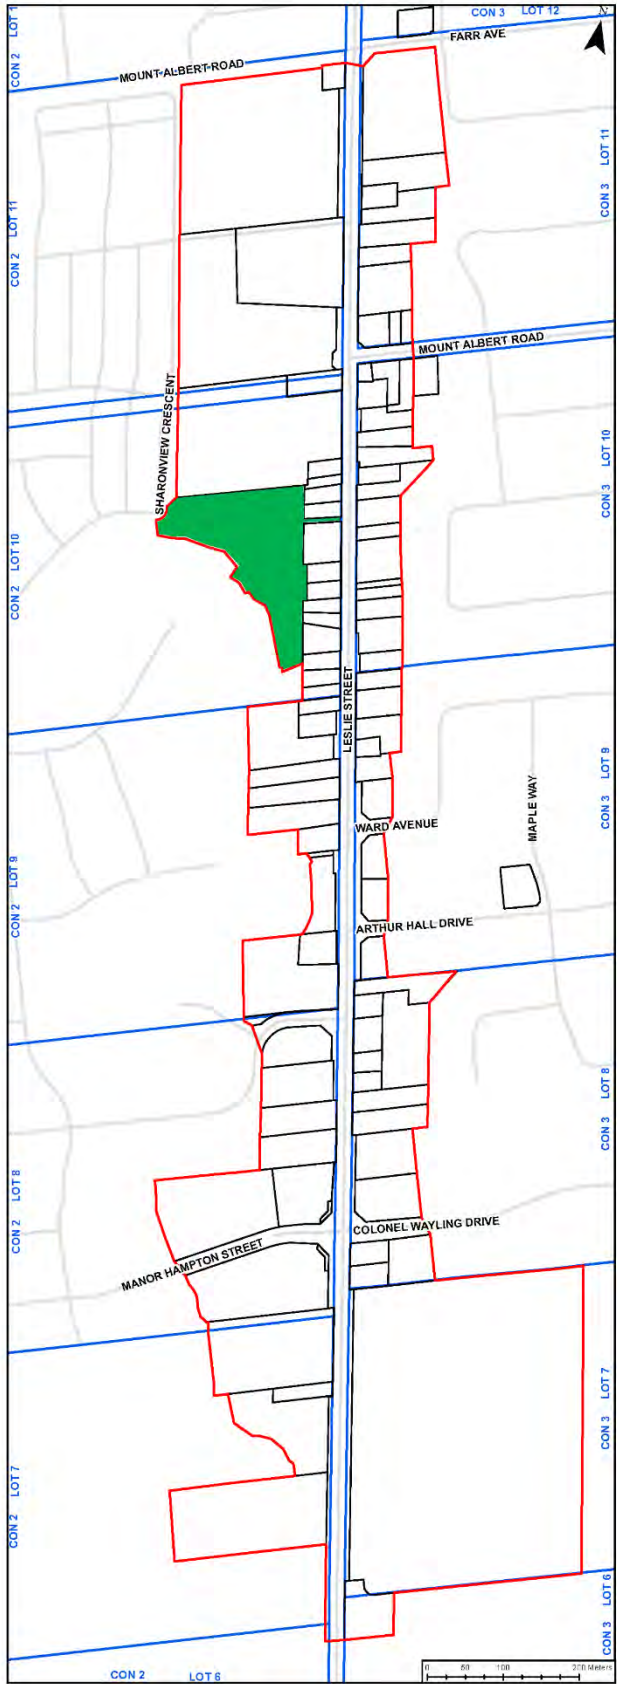 CON 3 LOT 12
N
FARR AVE
LOT 1
CON 2
MOUNT ALBERT ROAD
LOT 11
CON 3
LOT 11
CON 2
MOUNT ALBERT ROAD
SHARONVIEW CRESCENT
LOT 10
CON 3
LOT 10
CON 2
LESLIE STREET
LOT 9
CON 3
MAPLE WAY
WARD AVENUE
LOT 9
CON 2
ARTHUR HALL DRIVE
LOT 8
CON 3
LOT 8
CON 2
COLONEL WAYLING DRIVE
MANOR HAMPTON STREET
LOT 7
CON 3
LOT 7
CON 2
LOT 6
CON 3
CON 2 LOT 6
0 50 100 200 Meters